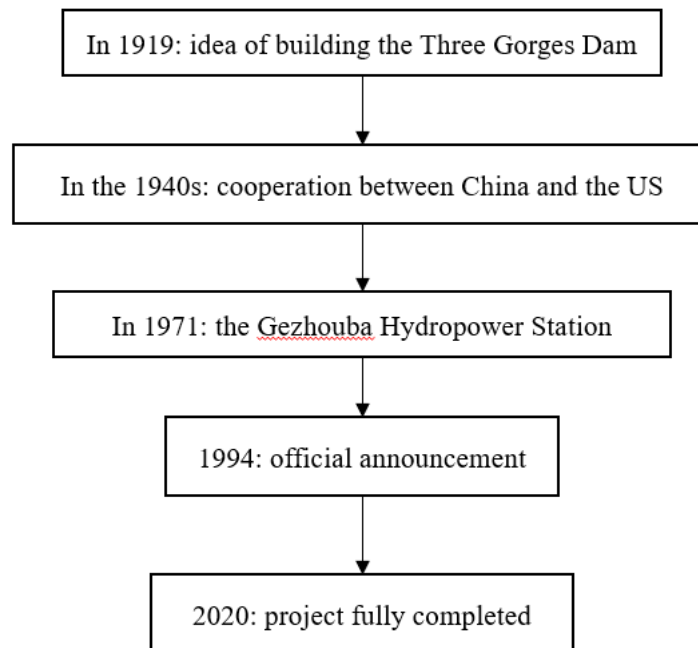 In 1919: idea of building the Three Gorges Dam
In the 1940s: cooperation between China and the US
In 1971: the Gezhouba Hydropower Station
1994: official announcement
2020: project fully completed